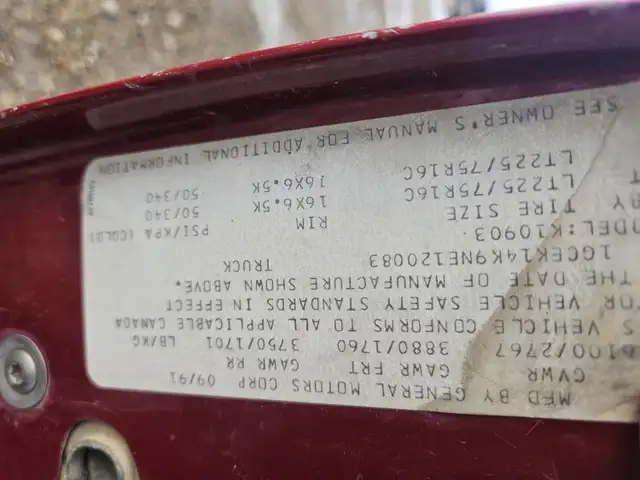 MFD BY GENERAL MOTORS CORP 09/91
GVWR GAWR FRT GAWR RR
6100/2767 3880/1760 3750/1701 LB/KG
S VEHICLE CONFORMS TO ALL APPLICABLE CANADA
OR VEHICLE SAFETY STANDARDS IN EFFECT
THE DATE OF MANUFACTURE SHOWN ABOVE.
1GCEK14K9NE120083 TRUCK
ODEL:K10903
TIRE SIZE RIM PSI/KPA (COLD)
LT225/75R16C 16X6.5K 50/340
LT225/75R16C 16X6.5K 50/340
SEE OWNER'S MANUAL FOR ADDITIONAL INFORMATION